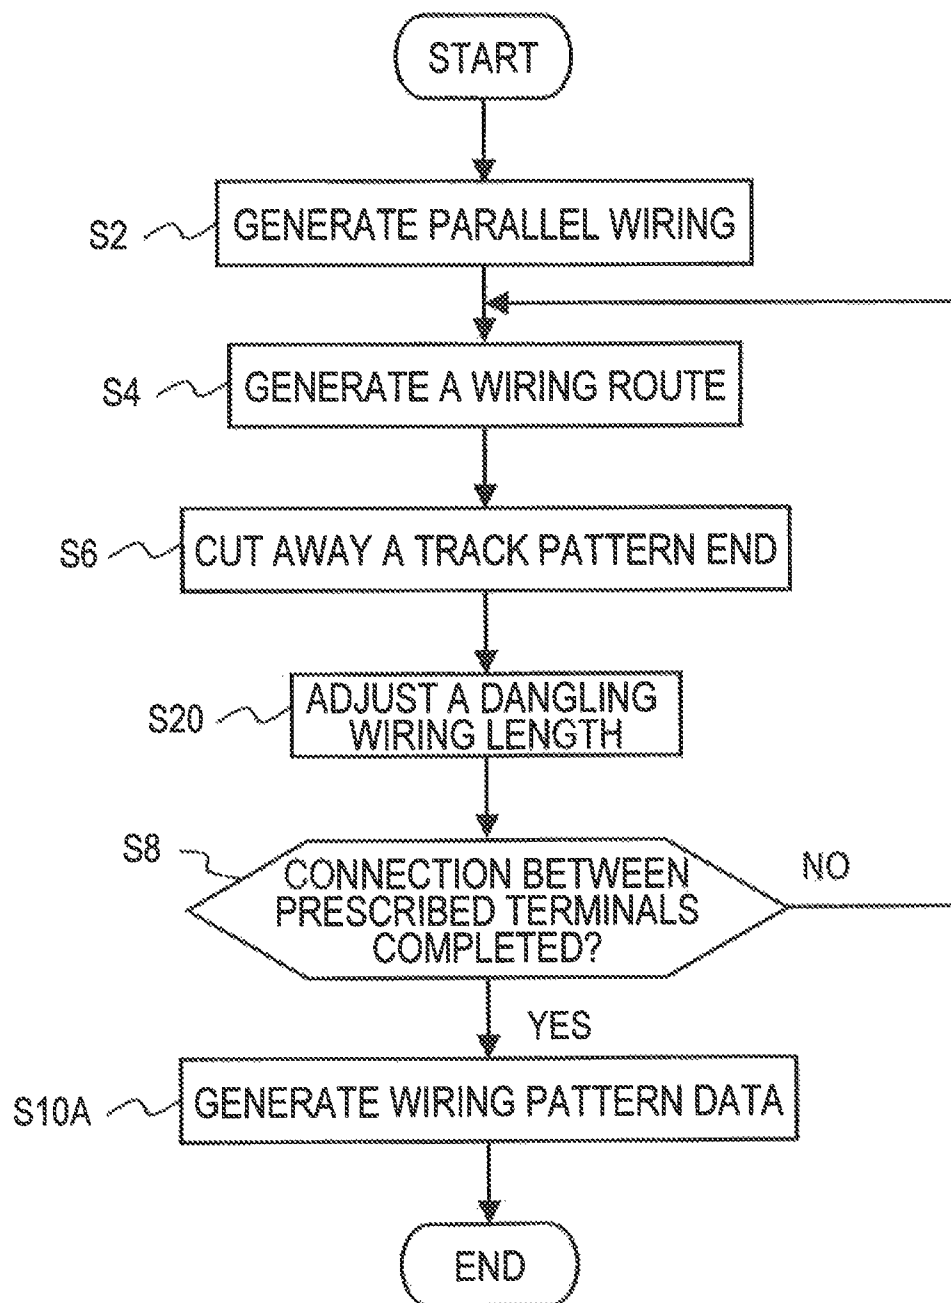 START
S2
GENERATE PARALLEL WIRING
S4
GENERATE A WIRING ROUTE
S6
CUT AWAY A TRACK PATTERN END
S20
ADJUST A DANGLING
WIRING LENGTH
S8
CONNECTION BETWEEN
PRESCRIBED TERMINALS
COMPLETED?
NO
YES
S10A
GENERATE WIRING PATTERN DATA
END